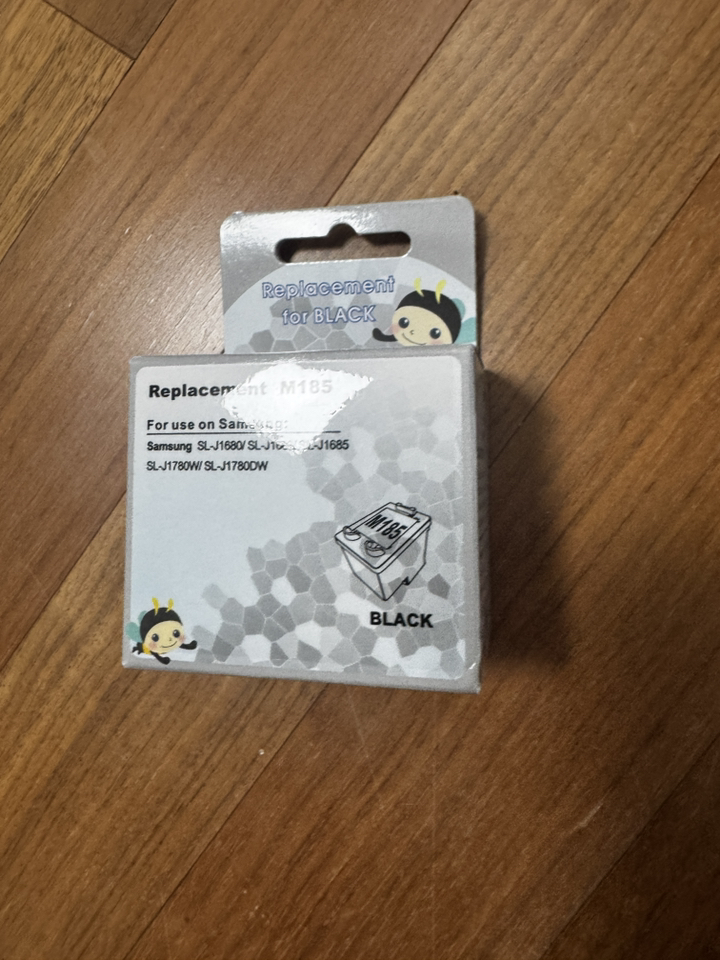 Replacement
for BLACK
Replacement M185
For use on Samsung:
Samsung SL-J1680/ SL-J1685
SL-J1780W/ SL-J1780DW
M185
BLACK